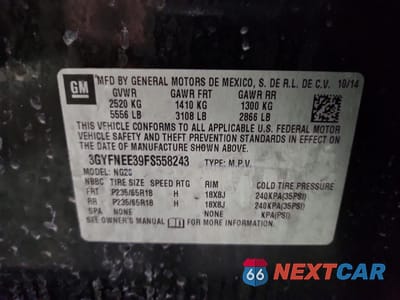 GM
MFD BY GENERAL MOTORS DE MEXICO, S. DE R.L. DE C.V. 10/14
GVWR GAWR FRT GAWR RR
2520 KG 1410 KG 1300 KG
5556 LB 3108 LB 2866 LB
THIS VEHICLE CONFORMS TO ALL APPLICABLE U.S. FEDERAL MOTOR
VEHICLE SAFETY AND THEFT PREVENTION STANDARDS IN EFFECT
ON THE DATE OF MANUFACTURE SHOWN ABOVE.
3GYFNEE39FS558243 TYPE: M.P.V.
MODEL:
TIRE SIZE SPEED RTG RIM COLD TIRE PRESSURE
FRT P235/65R18 H 18X8J 240KPA(35PSI)
RR P235/65R18 H 18X8J 240KPA(35PSI)
NONE NONE KPA(PSI)
SEE OWNER'S MANUAL FOR MORE INFORMATION.
66 NEXTCAR